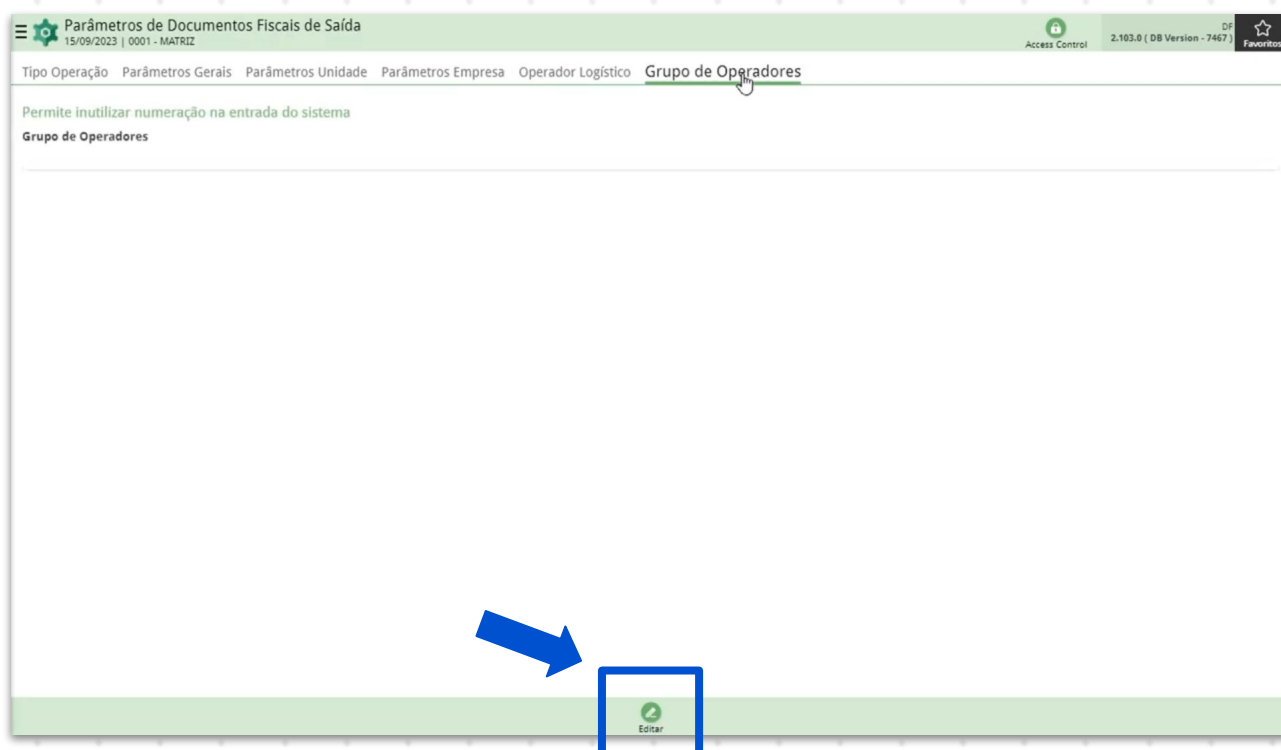 Parâmetros de Documentos Fiscais de Saída
15/09/2023 | 0001 - MATRIZ
Access Control
DF
2.103.0 ( DB Version - 7467 )
Favoritos
Tipo Operação Parâmetros Gerais Parâmetros Unidade Parâmetros Empresa Operador Logístico Grupo de Operadores
Permite inutilizar numeração na entrada do sistema
Grupo de Operadores
Editar